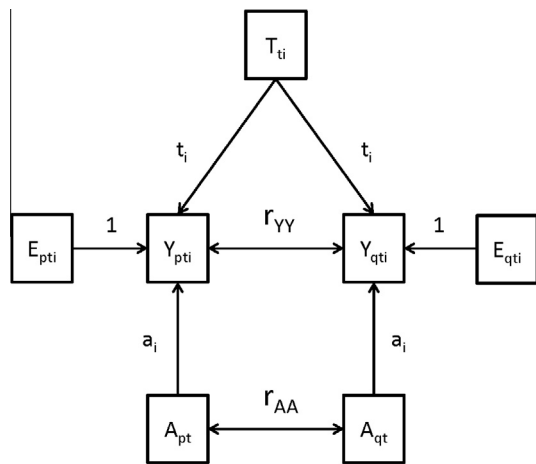 T_ti
t_i t_i
1 r_YY 1
E_pti Y_pti Y_qti E_qti
a_i a_i
r_AA
A_pt A_qt